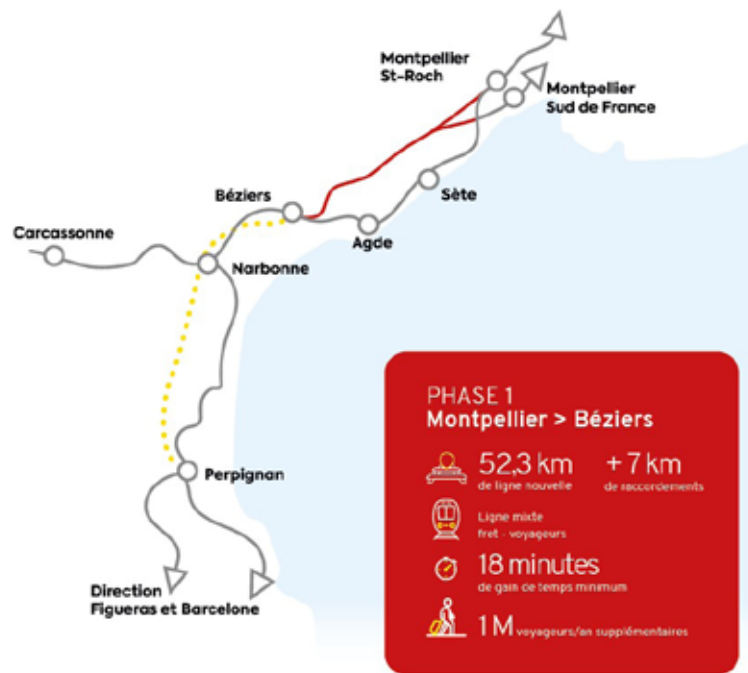 Montpellier
St-Roch
Montpellier
Sud de France
Béziers
Sète
Agde
Carcassonne
Narbonne
Perpignan
Direction
Figueras et Barcelone
PHASE 1
Montpellier > Béziers
52,3 km
de ligne nouvelle
+ 7 km
de raccordements
Ligne mixte
fret - voyageurs
18 minutes
de gain de temps minimum
1 M voyageurs/an supplémentaires